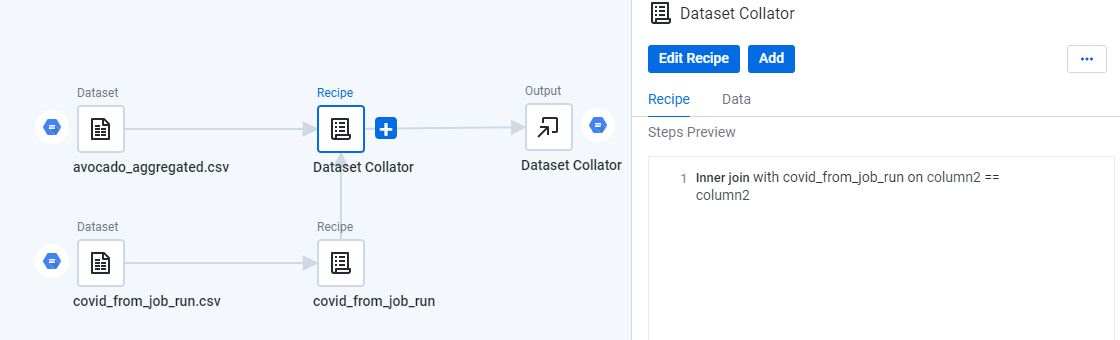 Dataset
avocado_aggregated.csv
Recipe
Dataset Collator
Output
Dataset Collator
Dataset
covid_from_job_run.csv
Recipe
covid_from_job_run
Dataset Collator
Edit Recipe
Add
Recipe
Data
Steps Preview
1 Inner join with covid_from_job_run on column2 ==
column2